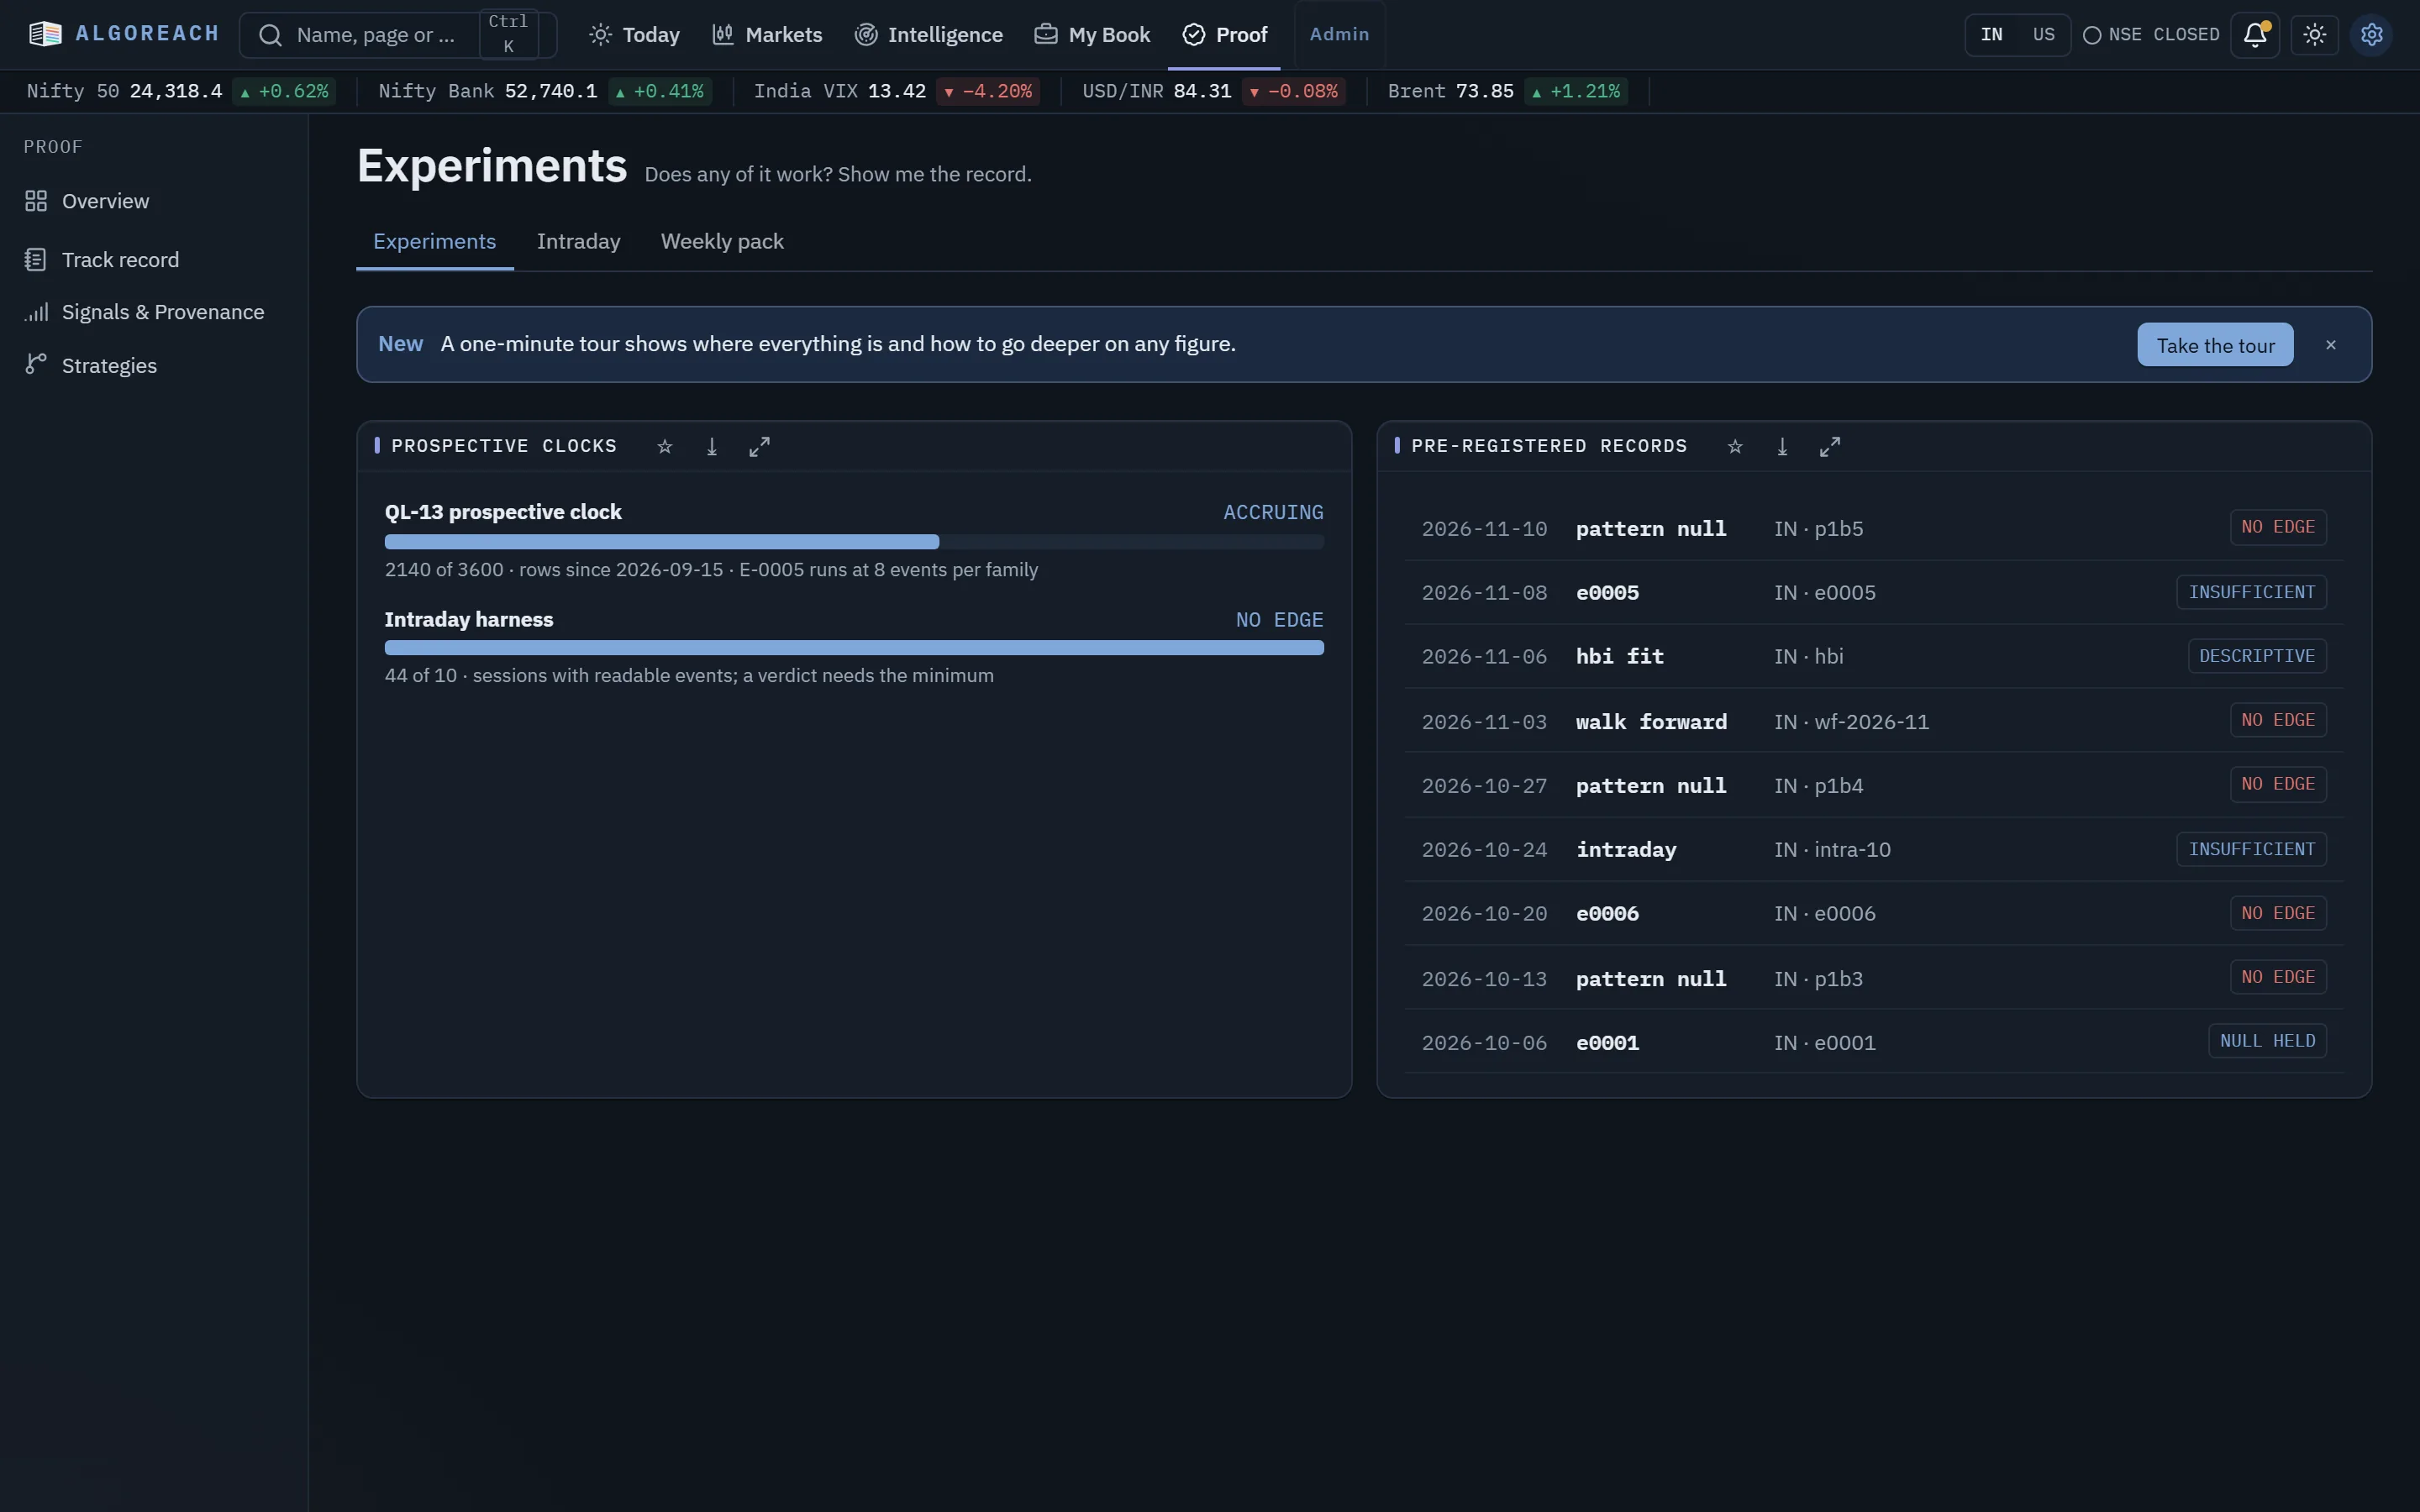 ALGOREACH
Name, page or ...
Ctrl
K
Today
Markets
Intelligence
My Book
Proof
Admin
IN US
NSE CLOSED
Nifty 50 24,318.4 ▲ +0.62%
Nifty Bank 52,740.1 ▲ +0.41%
India VIX 13.42 ▼ −4.20%
USD/INR 84.31 ▼ −0.08%
Brent 73.85 ▲ +1.21%
PROOF
Overview
Track record
Signals & Provenance
Strategies
Experiments Does any of it work? Show me the record.
Experiments Intraday Weekly pack
New A one-minute tour shows where everything is and how to go deeper on any figure.
Take the tour ×
PROSPECTIVE CLOCKS
QL-13 prospective clock ACCRUING
2140 of 3600 · rows since 2026-09-15 · E-0005 runs at 8 events per family
Intraday harness NO EDGE
44 of 10 · sessions with readable events; a verdict needs the minimum
PRE-REGISTERED RECORDS
2026-11-10 pattern null IN · p1b5 NO EDGE
2026-11-08 e0005 IN · e0005 INSUFFICIENT
2026-11-06 hbi fit IN · hbi DESCRIPTIVE
2026-11-03 walk forward IN · wf-2026-11 NO EDGE
2026-10-27 pattern null IN · p1b4 NO EDGE
2026-10-24 intraday IN · intra-10 INSUFFICIENT
2026-10-20 e0006 IN · e0006 NO EDGE
2026-10-13 pattern null IN · p1b3 NO EDGE
2026-10-06 e0001 IN · e0001 NULL HELD